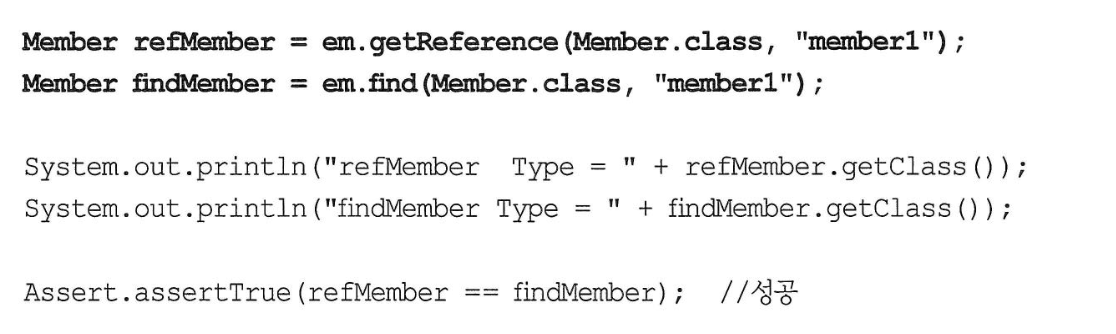 Member refMember = em.getReference(Member.class, "member1");
Member findMember = em.find(Member.class, "member1");
System.out.println("refMember  Type = " + refMember.getClass());
System.out.println("findMember Type = " + findMember.getClass());
Assert.assertTrue(refMember == findMember);  //성공